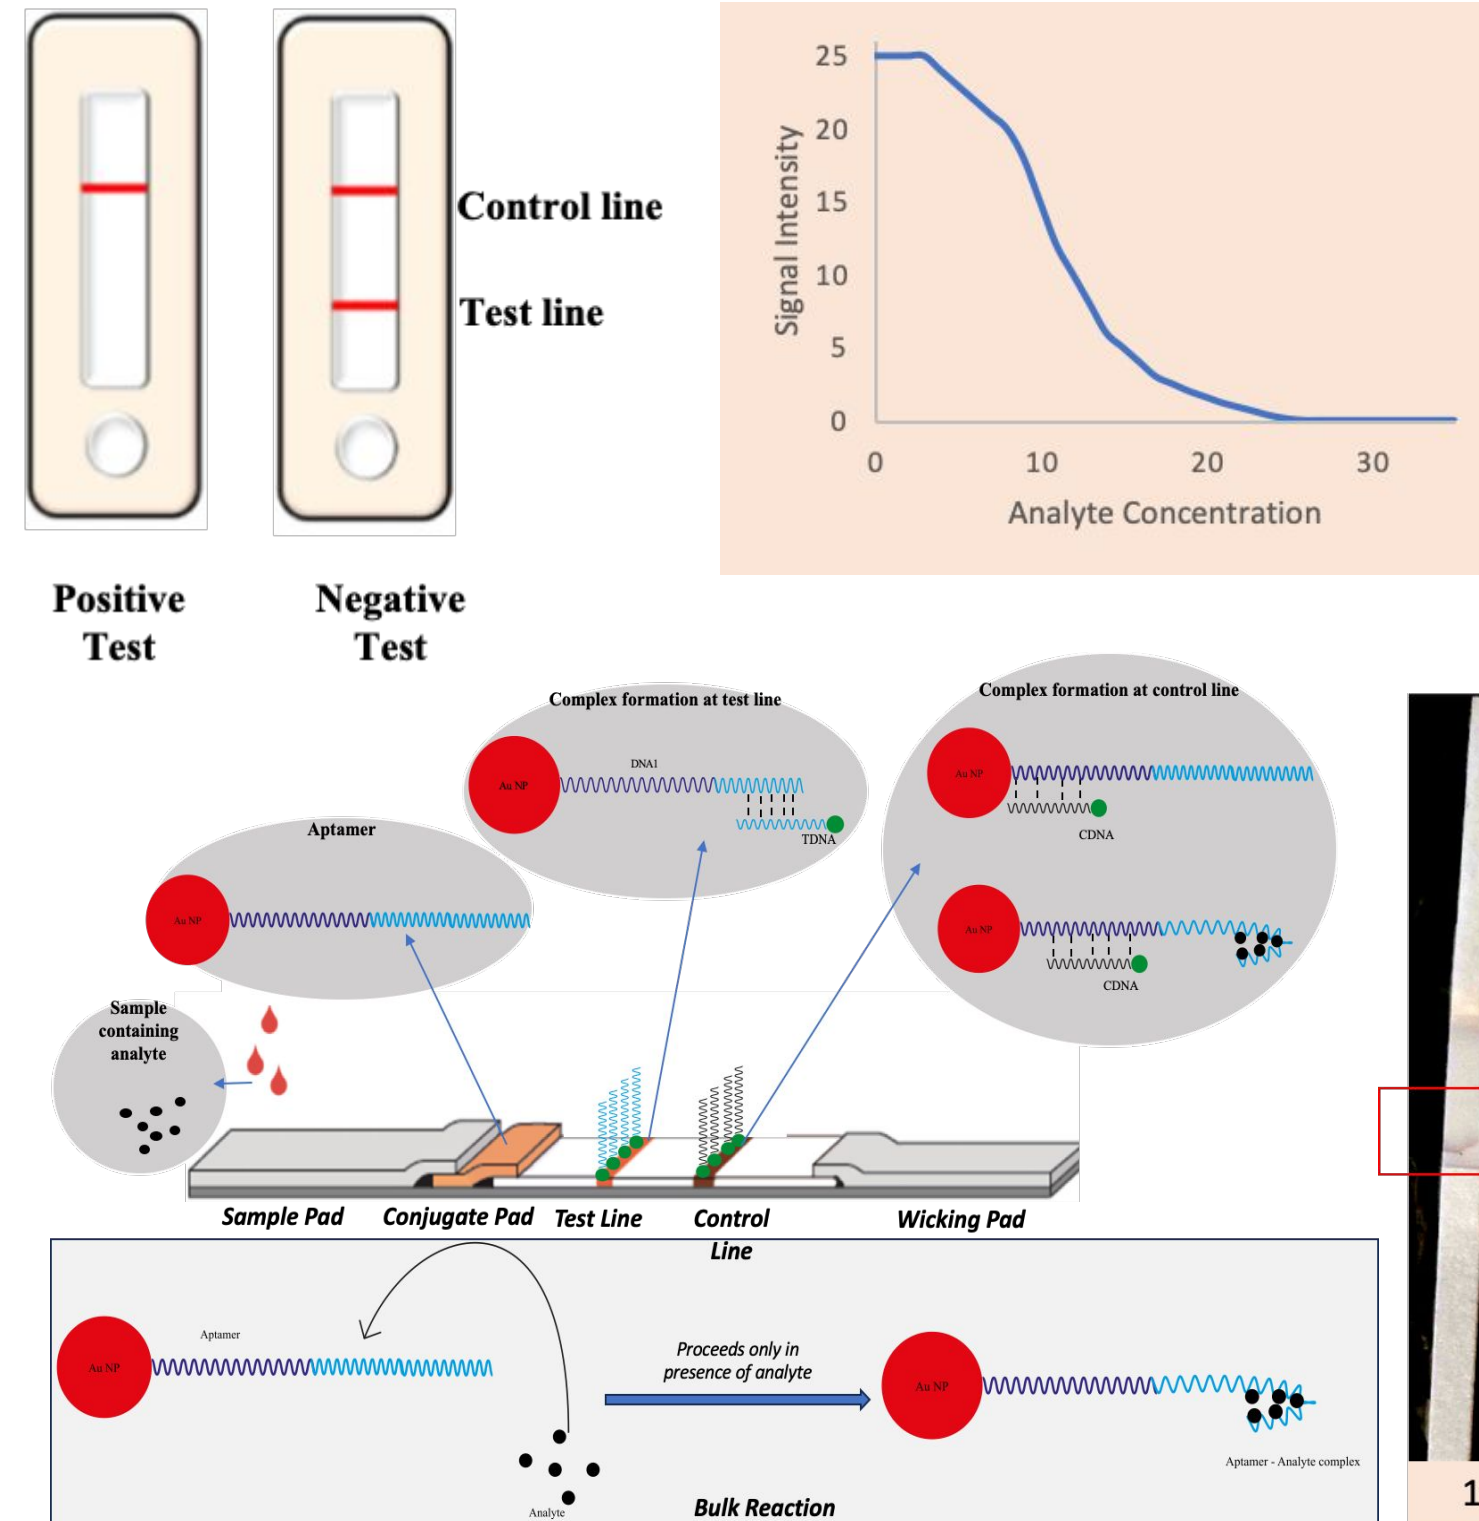 Control line
Test line
Positive
Test
Negative
Test
25
20
15
10
5
0
Signal Intensity
0
10
20
30
Analyte Concentration
Complex formation at test line
Au NP
DNA1
TDNA
Complex formation at control line
Au NP
CDNA
Au NP
CDNA
Aptamer
Au NP
Sample
containing
analyte
Sample Pad
Conjugate Pad
Test Line
Control
Line
Wicking Pad
Au NP
Aptamer
Analyte
Proceeds only in
presence of analyte
Au NP
Aptamer - Analyte complex
Bulk Reaction
1